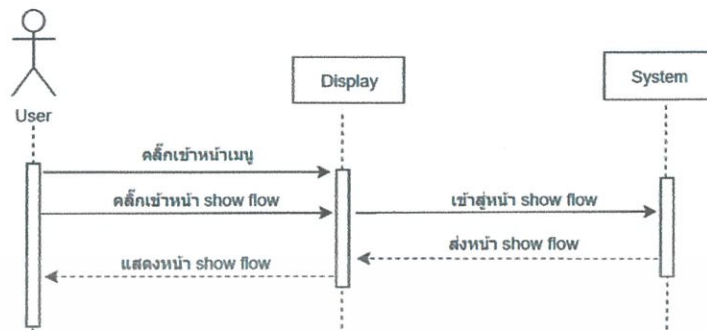 User
Display
System
คลิ๊กเข้าหน้าเมนู
คลิ๊กเข้าหน้า show flow
เข้าสู่หน้า show flow
ส่งหน้า show flow
แสดงหน้า show flow